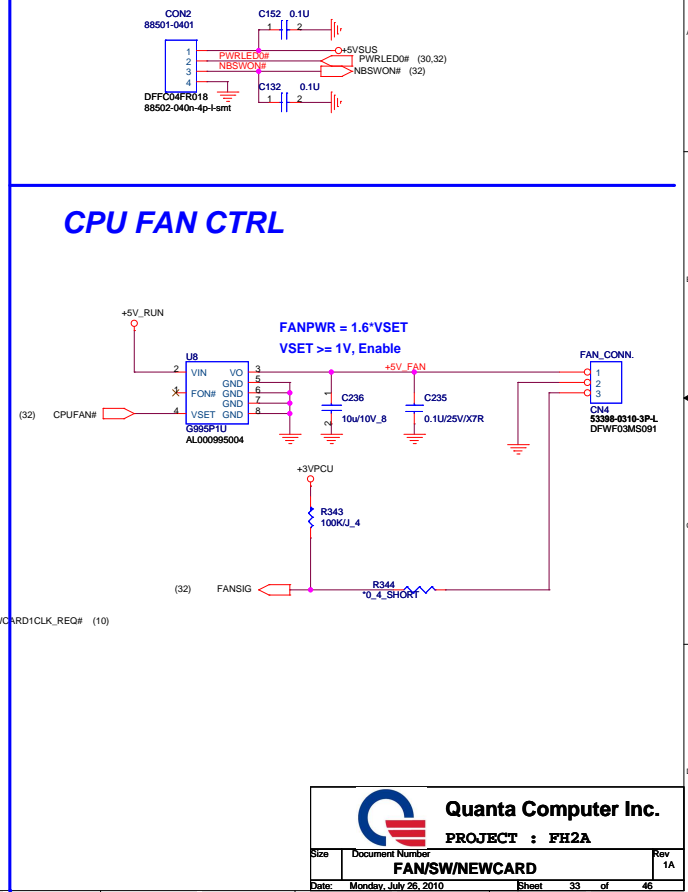 CON2
88501-0401
C152 0.1U
1 2
1
2
3
4
+5VSUS
PWRLED0#
PWRLED0# (30,32)
NBSWON#
NBSWON# (32)
C132 0.1U
1 2
DFFC04FR018
88502-040n-4p-l-smt
CPU FAN CTRL
+5V_RUN
FANPWR = 1.6*VSET
VSET >= 1V, Enable
U8
2 VIN VO 3
GND 5
1 FON# GND 6
GND 7
4 VSET GND 8
G995P1U
AL000995004
(32) CPUFAN#
+5V_FAN
1
C236
10u/10V_8
2
C235
0.1U/25V/X7R
FAN_CONN.
1
2
3
CN4
53398-0310-3P-L
DFWF03MS091
+3VPCU
R343
100K/J_4
(32) FANSIG
R344
*0_4_SHORT
CARD1CLK_REQ# (10)
Quanta Computer Inc.
PROJECT : FH2A
Size Document Number Rev
FAN/SW/NEWCARD 1A
Date: Monday, July 26, 2010 Sheet 33 of 46